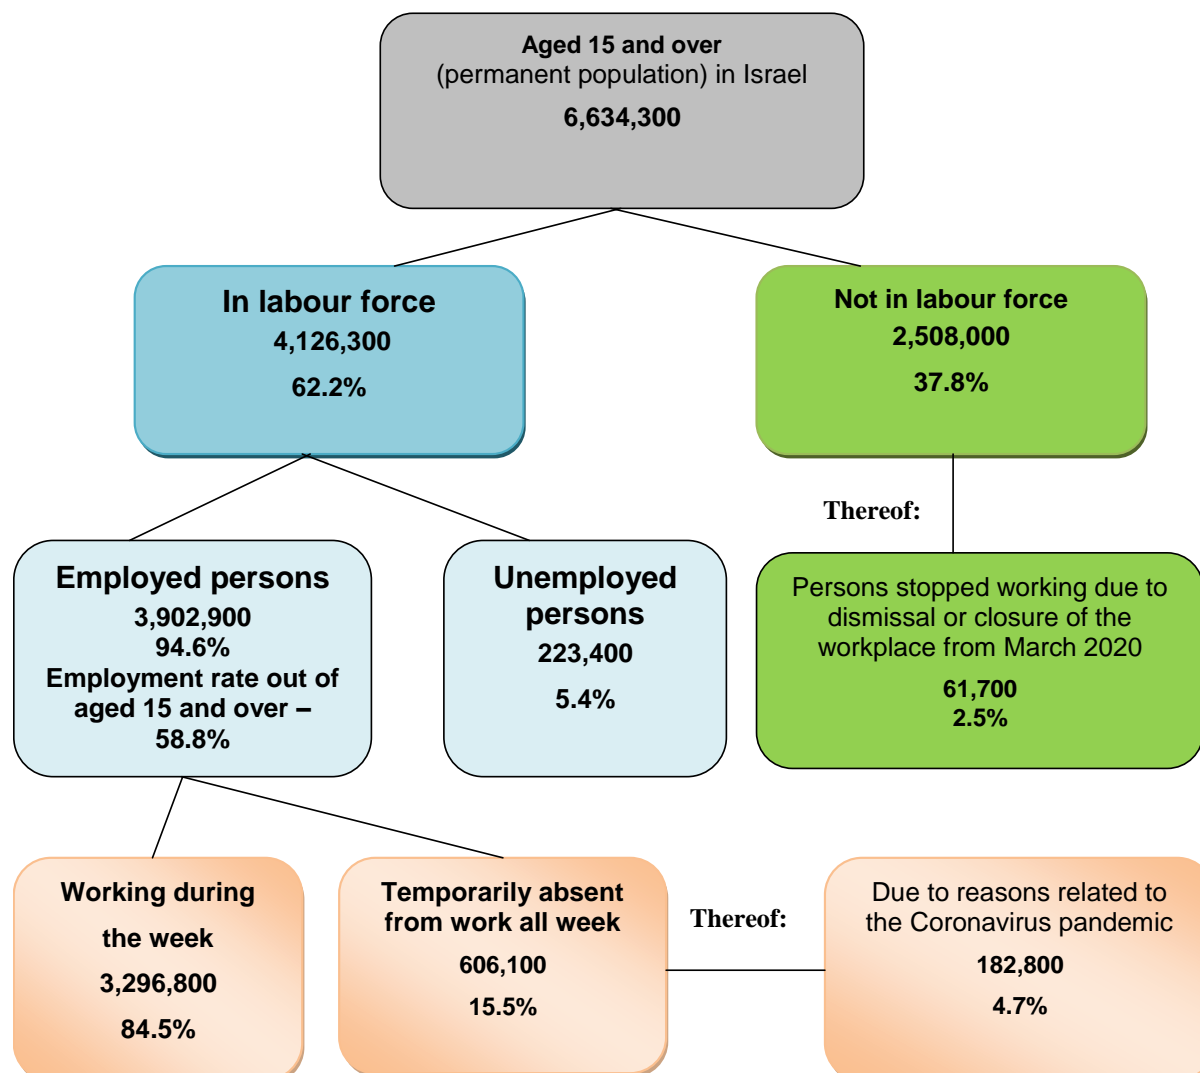 Aged 15 and over
(permanent population) in Israel
6,634,300
In labour force
4,126,300
62.2%
Not in labour force
2,508,000
37.8%
Thereof:
Employed persons
3,902,900
94.6%
Employment rate out of
aged 15 and over –
58.8%
Unemployed
persons
223,400
5.4%
Persons stopped working due to
dismissal or closure of the
workplace from March 2020
61,700
2.5%
Working during
the week
3,296,800
84.5%
Temporarily absent
from work all week
606,100
15.5%
Thereof:
Due to reasons related to
the Coronavirus pandemic
182,800
4.7%